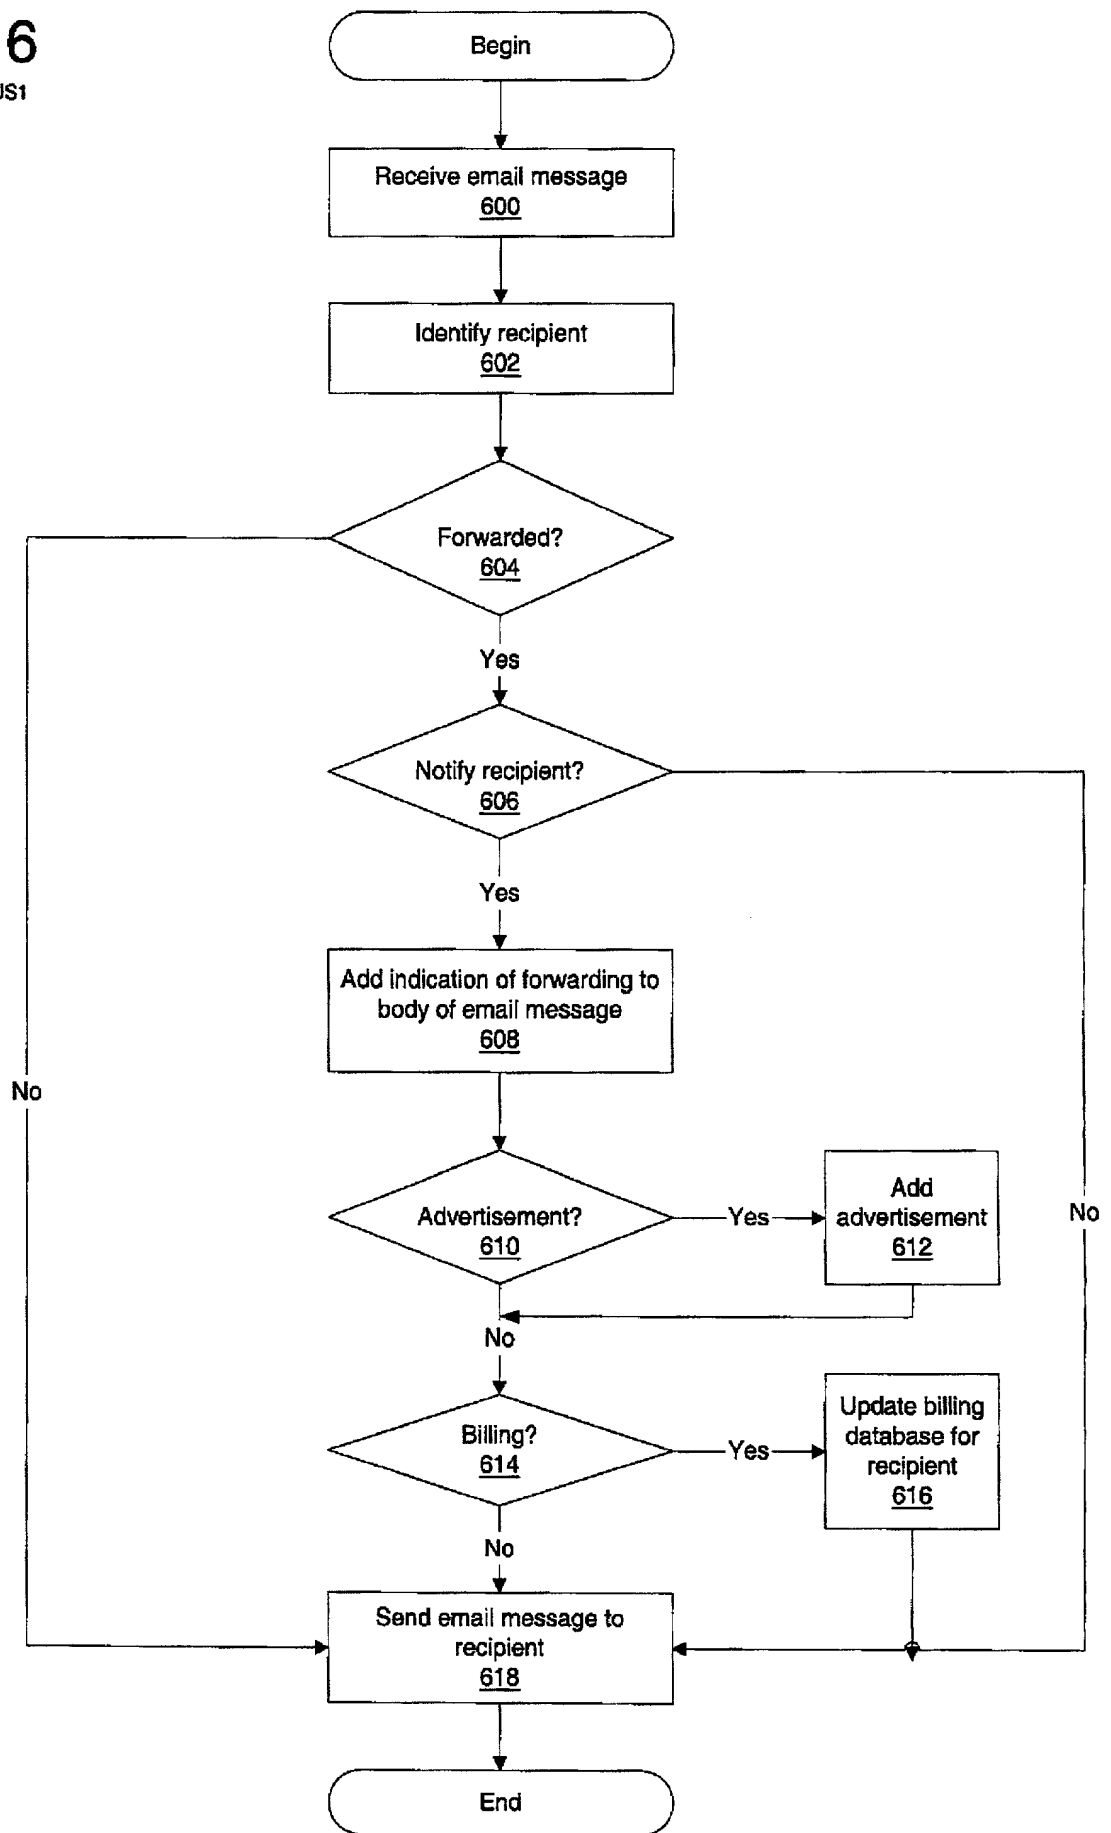 6
JS1
Begin
Receive email message
600
Identify recipient
602
Forwarded?
604
Yes
Notify recipient?
606
Yes
Add indication of forwarding to
body of email message
608
No
Advertisement?
610
Yes
Add
advertisement
612
No
No
Billing?
614
Yes
Update billing
database for
recipient
616
No
Send email message to
recipient
618
End